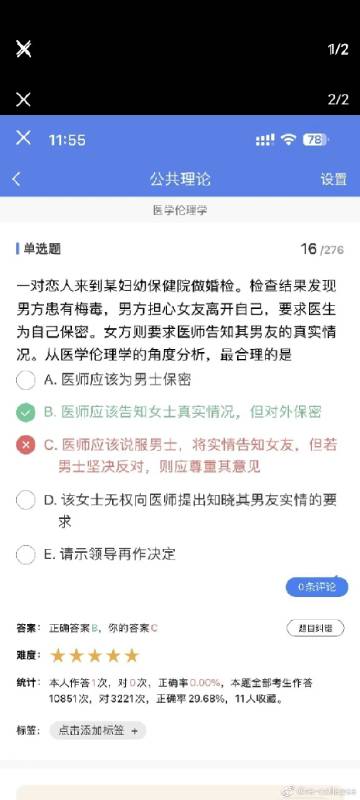 1/2
2/2
11:55
78
公共理论
设置
医学伦理学
单选题
16/276
一对恋人来到某妇幼保健院做婚检。检查结果发现
男方患有梅毒，男方担心女友离开自己，要求医生
为自己保密。女方则要求医师告知其男友的真实情
况。从医学伦理学的角度分析，最合理的是
A. 医师应该为男士保密
B. 医师应该告知女士真实情况，但对外保密
C. 医师应该说服男士，将实情告知女友，但若
男士坚决反对，则应尊重其意见
D. 该女士无权向医师提出知晓其男友实情的要
求
E. 请示领导再作决定
0条评论
答案： 正确答案B，你的答案C
题目纠错
难度：
统计： 本人作答1次，对0次，正确率0.00%，本题全部考生作答
10851次，对3221次，正确率29.68%，11人收藏。
标签： 点击添加标签 +